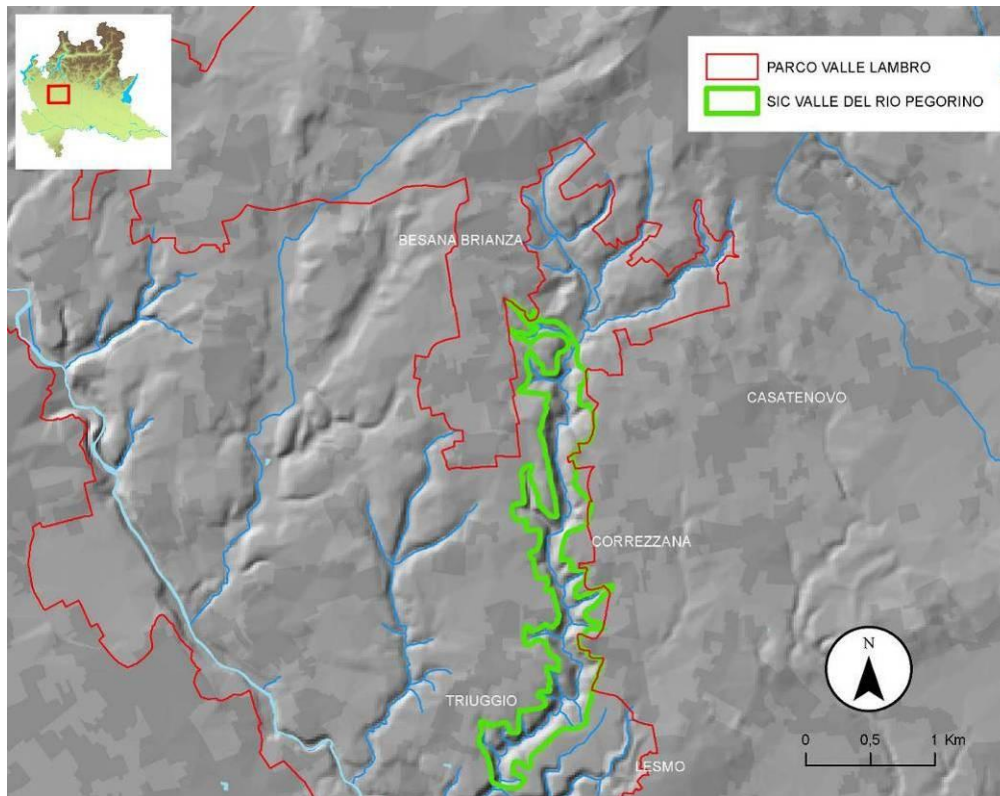 PARCO VALLE LAMBRO
SIC VALLE DEL RIO PEGORINO
BESANA BRIANZA
CASATENOVO
CORREZZANA
TRIUGGIO
LESMO
N
0 0,5 1 Km